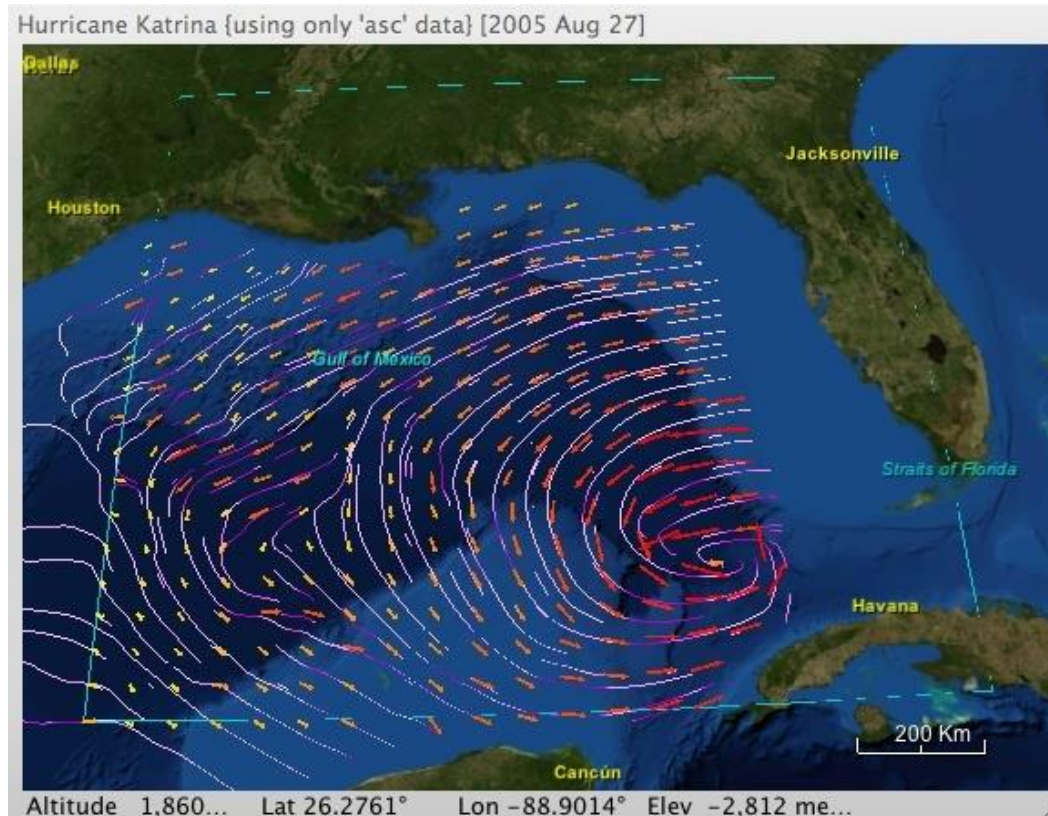 Hurricane Katrina {using only 'asc' data} [2005 Aug 27]
Dallas
Jacksonville
Houston
Gulf of Mexico
Straits of Florida
Havana
200 Km
Cancún
Altitude 1,860... Lat 26.2761° Lon −88.9014° Elev −2,812 me...